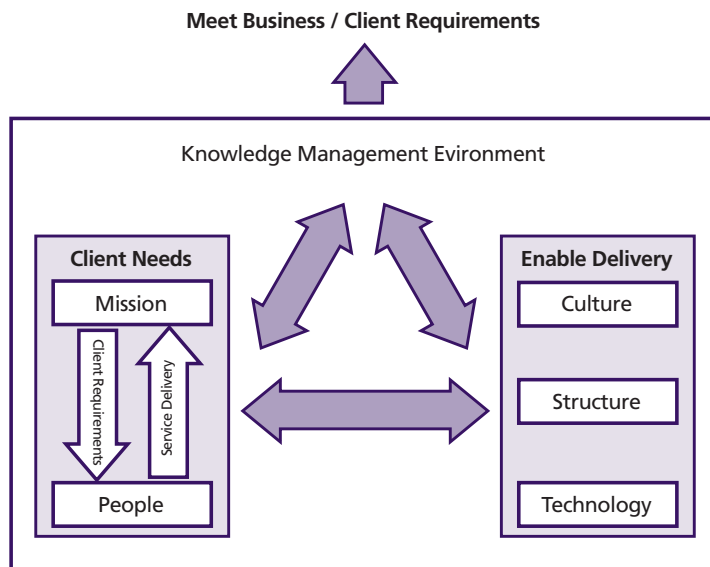 Meet Business / Client Requirements
Knowledge Management Evironment
Client Needs
Mission
Client Requirements
Service Delivery
People
Enable Delivery
Culture
Structure
Technology